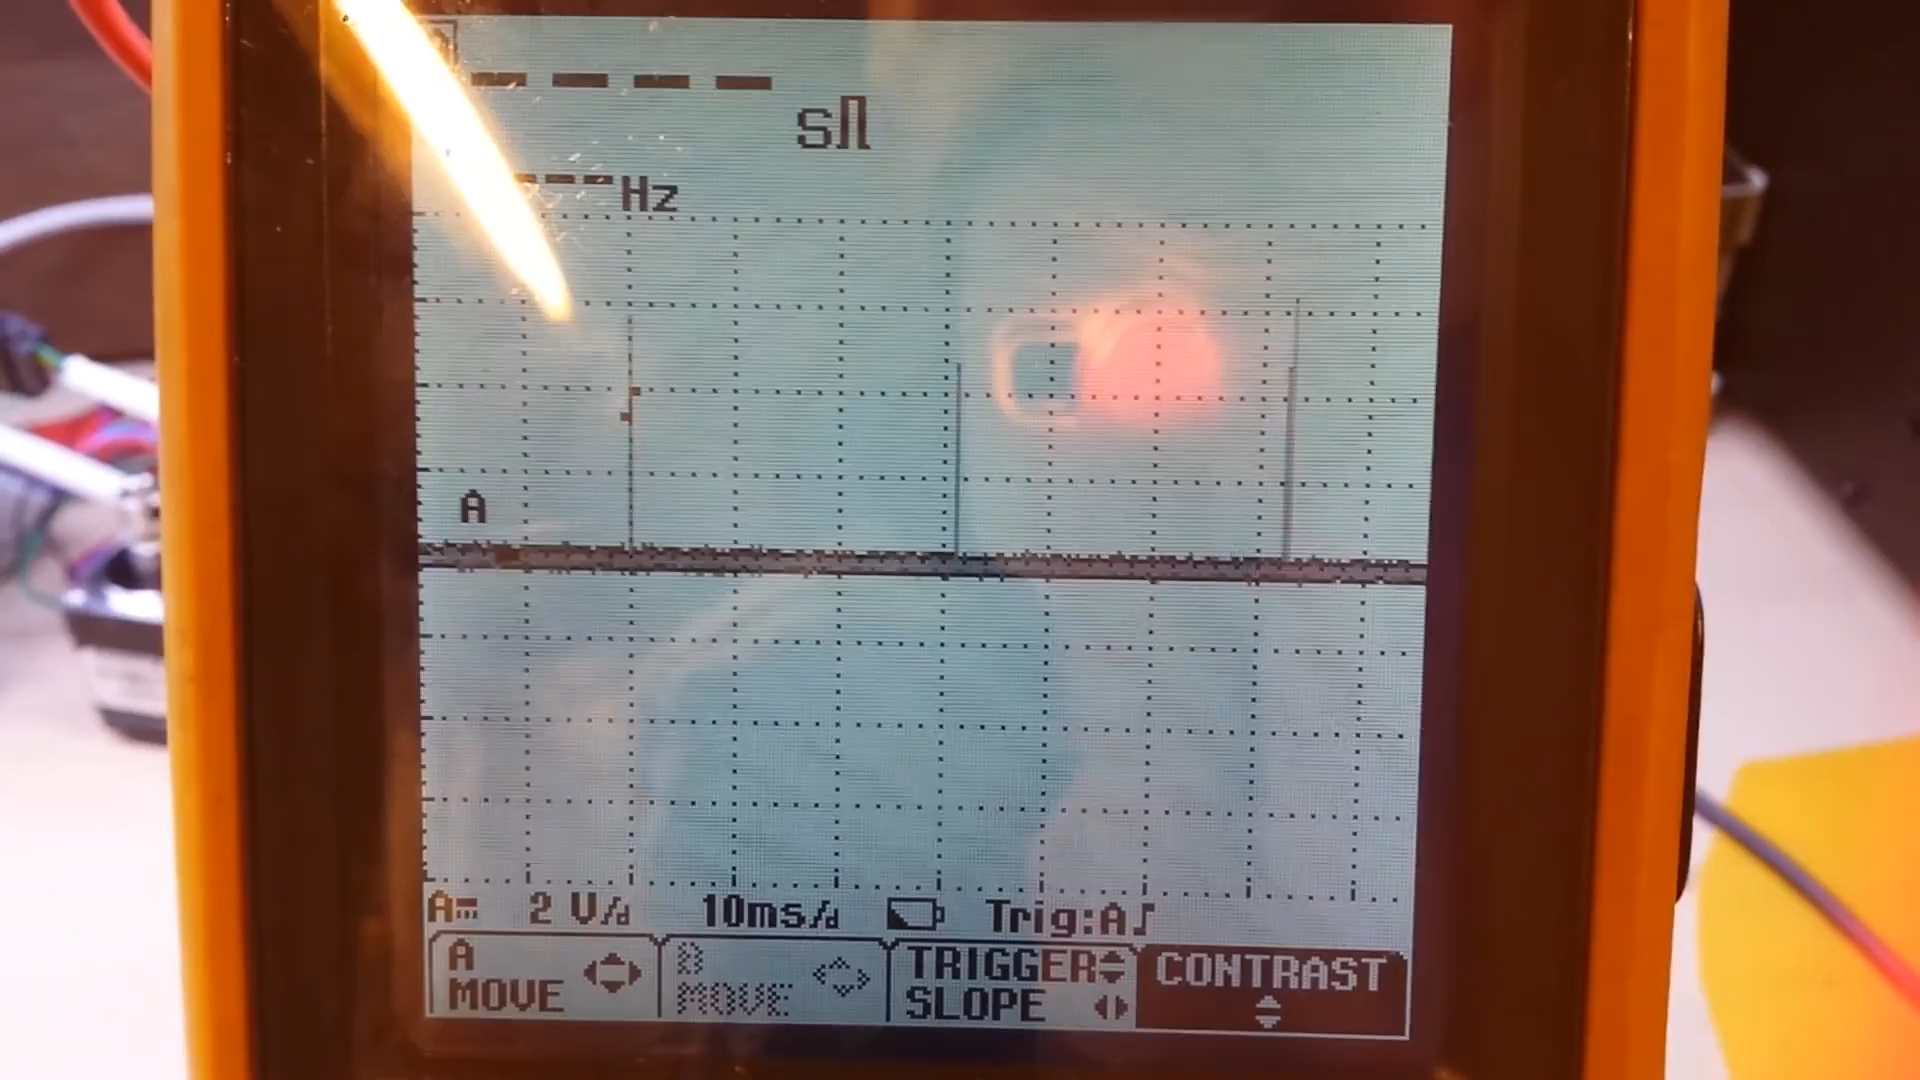 s
Hz
A
A 2 V/d 10ms/d Trig:A
A
MOVE
B
MOVE
TRIGGER
SLOPE
CONTRAST